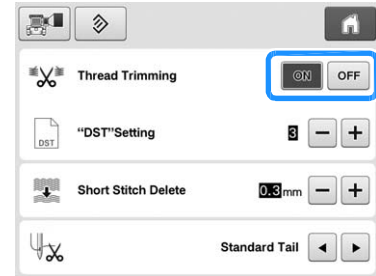 Thread Trimming ON OFF
DST "DST"Setting 3 − +
Short Stitch Delete 0.3mm − +
Standard Tail